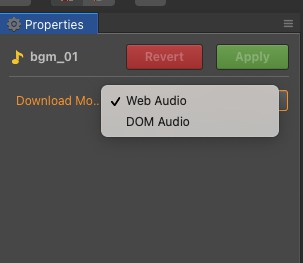 Properties
bgm_01
Revert
Apply
Download Mo..
Web Audio
DOM Audio